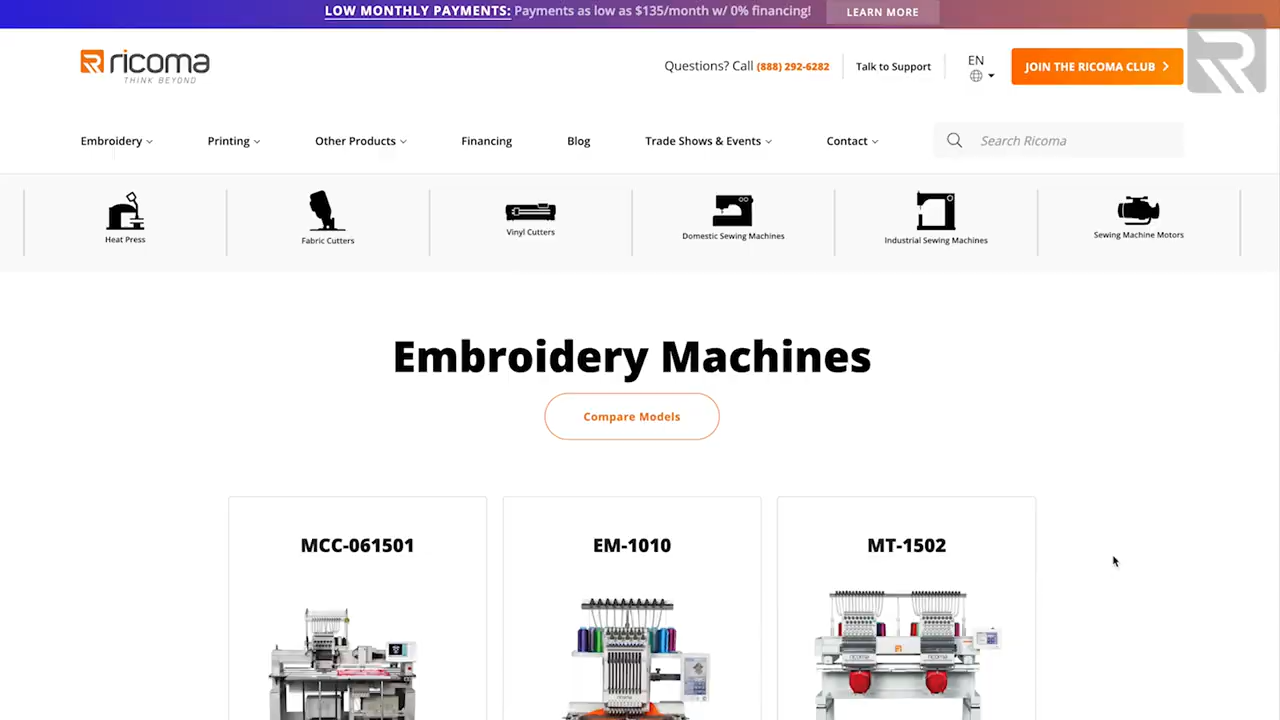 LOW MONTHLY PAYMENTS: Payments as low as $135/month w/ 0% financing! LEARN MORE
ricoma
THINK BEYOND
Questions? Call (888) 292-6282 Talk to Support EN JOIN THE RICOMA CLUB
Embroidery Printing Other Products Financing Blog Trade Shows & Events Contact Search Ricoma
Heat Press Fabric Cutters Vinyl Cutters Domestic Sewing Machines Industrial Sewing Machines Sewing Machine Motors
Embroidery Machines
Compare Models
MCC-061501 EM-1010 MT-1502
ricoma ricoma ricoma